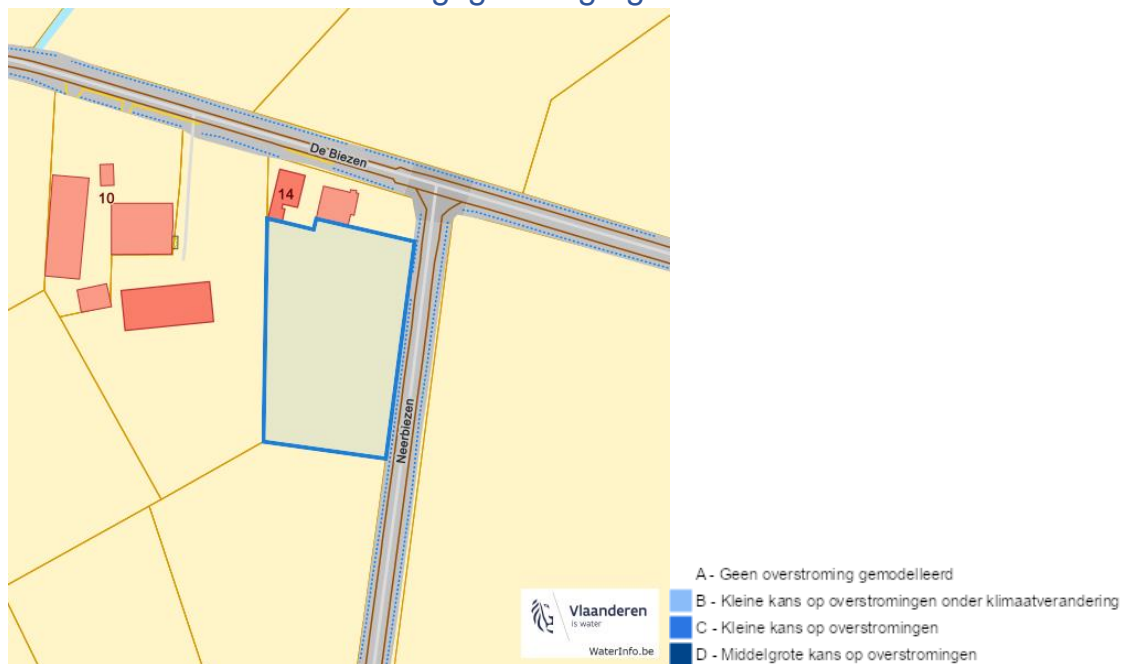 De Biezen
14
10
Neerbiezen
Vlaanderen
is water
WaterInfo.be
A - Geen overstroming gemodelleerd
B - Kleine kans op overstromingen onder klimaatverandering
C - Kleine kans op overstromingen
D - Middelgrote kans op overstromingen